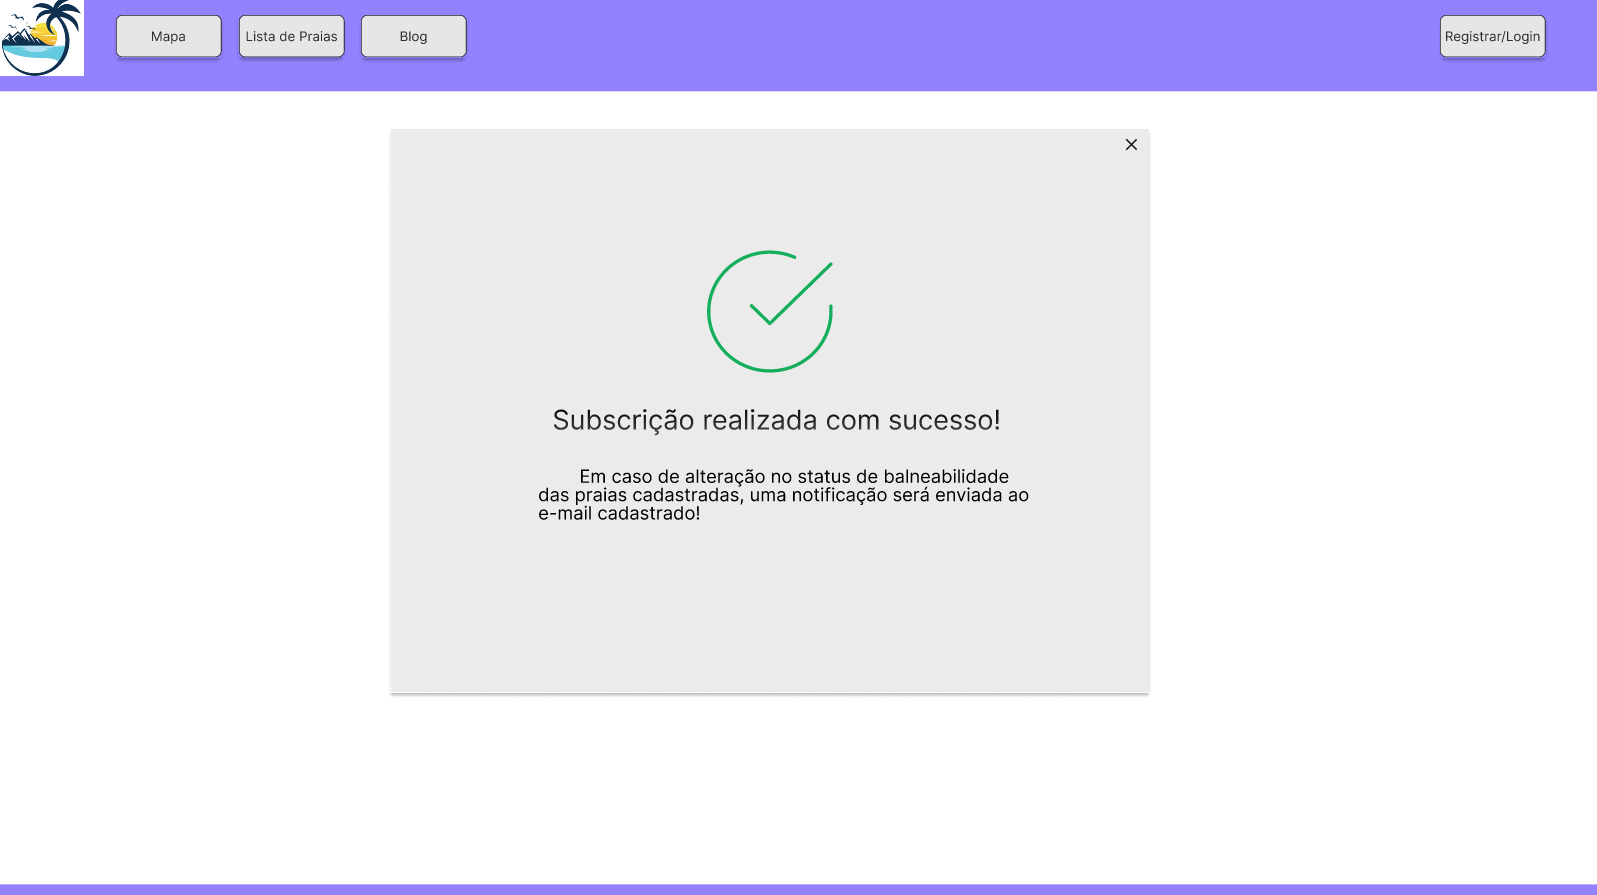 Mapa
Lista de Praias
Blog
Registrar/Login
Subscrição realizada com sucesso!
Em caso de alteração no status de balneabilidade
das praias cadastradas, uma notificação será enviada ao
e-mail cadastrado!